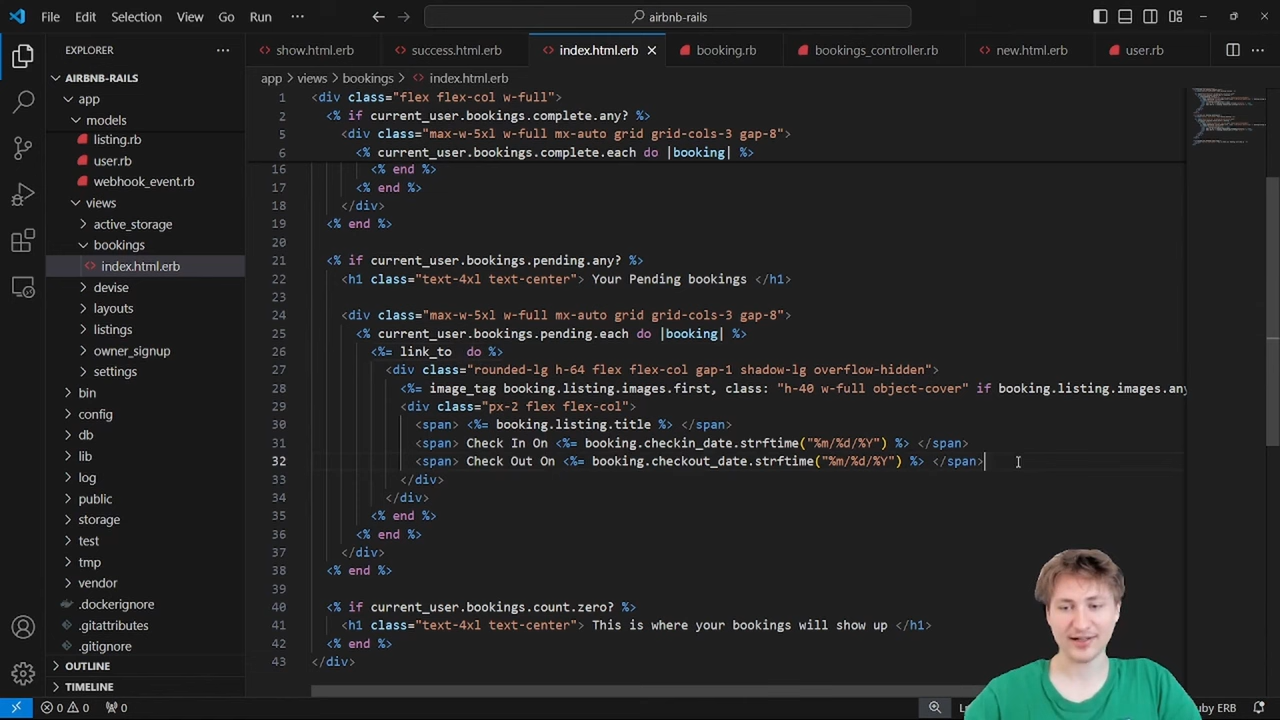 File Edit Selection View Go Run ···
airbnb-rails
EXPLORER ···
show.html.erb success.html.erb index.html.erb booking.rb bookings_controller.rb new.html.erb user.rb ···
AIRBNB-RAILS
app > views > bookings > index.html.erb
app
models
listing.rb
user.rb
webhook_event.rb
views
active_storage
bookings
index.html.erb
devise
layouts
listings
owner_signup
settings
bin
config
db
lib
log
public
storage
test
tmp
vendor
.dockerignore
.gitattributes
.gitignore
OUTLINE
TIMELINE
1 <div class="flex flex-col w-full">
2 <% if current_user.bookings.complete.any? %>
5 <div class="max-w-5xl w-full mx-auto grid grid-cols-3 gap-8">
6 <% current_user.bookings.complete.each do |booking| %>
16 <% end %>
17 <% end %>
18 </div>
19 <% end %>
20
21 <% if current_user.bookings.pending.any? %>
22 <h1 class="text-4xl text-center"> Your Pending bookings </h1>
23
24 <div class="max-w-5xl w-full mx-auto grid grid-cols-3 gap-8">
25 <% current_user.bookings.pending.each do |booking| %>
26 <%= link_to  do %>
27 <div class="rounded-lg h-64 flex flex-col gap-1 shadow-lg overflow-hidden">
28 <%= image_tag booking.listing.images.first, class: "h-40 w-full object-cover" if booking.listing.images.any
29 <div class="px-2 flex flex-col">
30 <span> <%= booking.listing.title %> </span>
31 <span> Check In On <%= booking.checkin_date.strftime("%m/%d/%Y") %> </span>
32 <span> Check Out On <%= booking.checkout_date.strftime("%m/%d/%Y") %> </span>
33 </div>
34 </div>
35 <% end %>
36 <% end %>
37 </div>
38 <% end %>
39
40 <% if current_user.bookings.count.zero? %>
41 <h1 class="text-4xl text-center"> This is where your bookings will show up </h1>
42 <% end %>
43 </div>
0 0 0
uby ERB